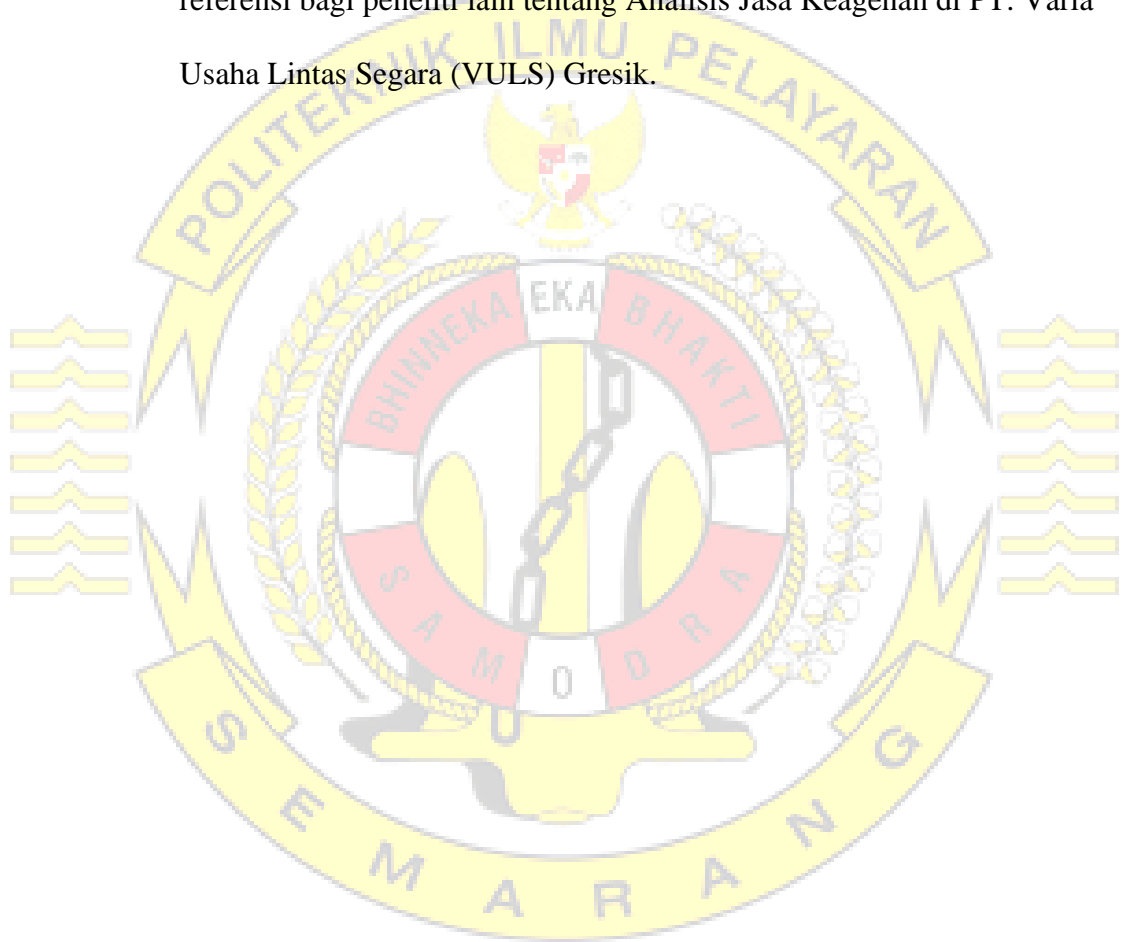 referensi bagi peneliti lain tentang Analisis Jasa Keagenan di PT. Varia
Usaha Lintas Segara (VULS) Gresik.
POLITEKNIK ILMU PELAYARAN
BHINNEKA EKA BHAKTI
SAMODRA
SEMARANG